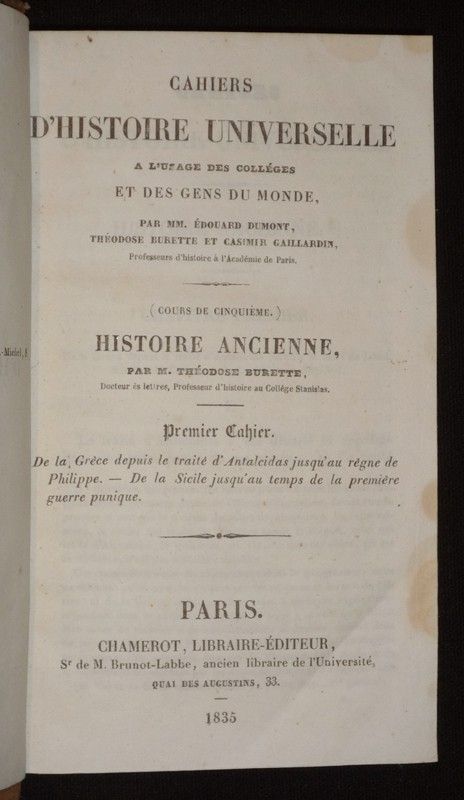 CAHIERS
D'HISTOIRE UNIVERSELLE
A L'USAGE DES COLLÉGES
ET DES GENS DU MONDE,
PAR MM. ÉDOUARD DUMONT,
THÉODOSE BURETTE ET CASIMIR GAILLARDIN,
Professeurs d'histoire à l'Académie de Paris.
(COURS DE CINQUIÈME.)
HISTOIRE ANCIENNE,
PAR M. THÉODOSE BURETTE,
Docteur ès lettres, Professeur d'histoire au Collége Stanislas.
Premier Cahier.
De la Grèce depuis le traité d'Antalcidas jusqu'au règne de
Philippe. — De la Sicile jusqu'au temps de la première
guerre punique.
PARIS.
CHAMEROT, LIBRAIRE-ÉDITEUR,
Sr de M. Brunot-Labbe, ancien libraire de l'Université,
QUAI DES AUGUSTINS, 33.
1835